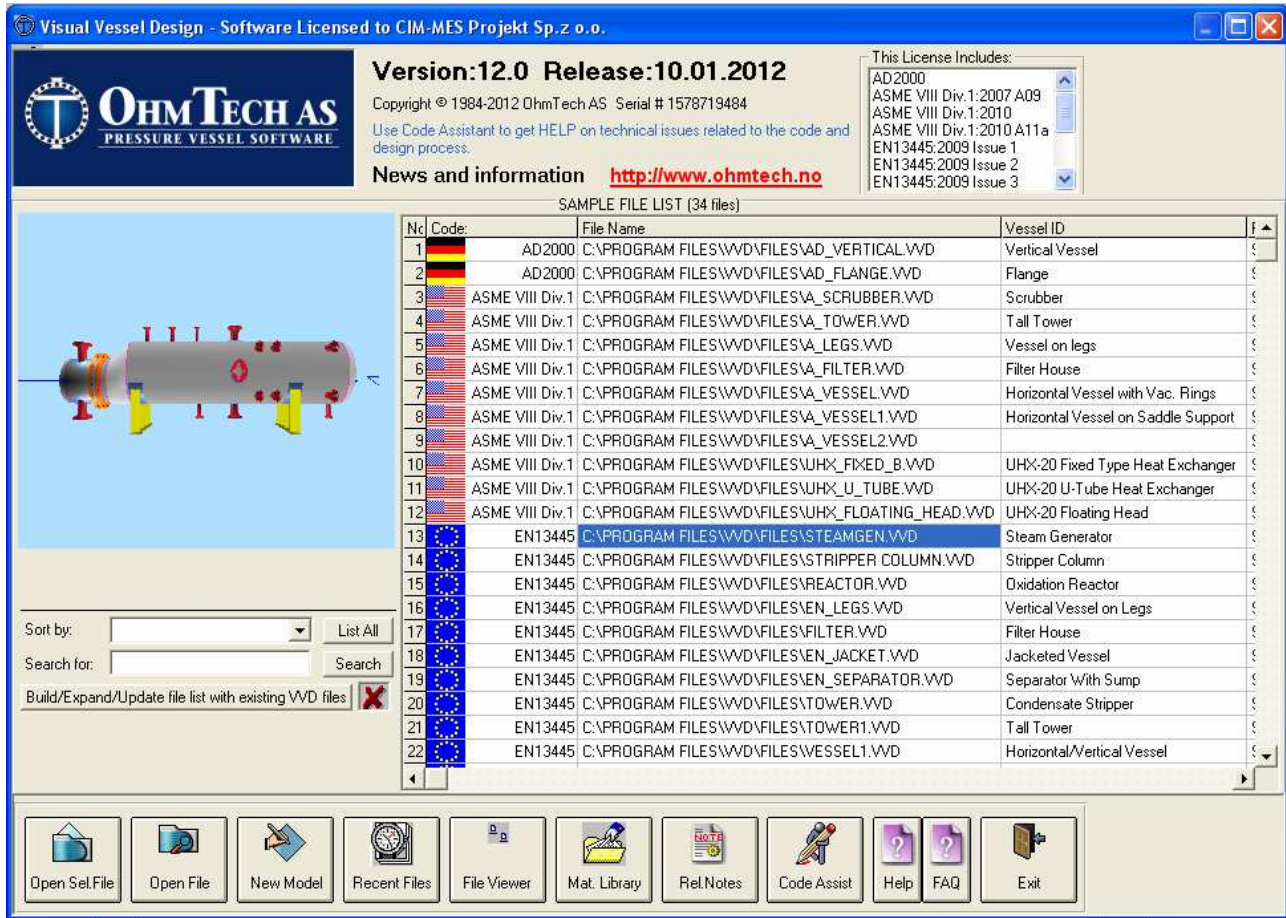 Visual Vessel Design - Software Licensed to CIM-MES Projekt Sp.z o.o.
OHMTECH AS
PRESSURE VESSEL SOFTWARE
Version:12.0 Release:10.01.2012
Copyright © 1984-2012 OhmTech AS Serial # 1578719484
Use Code Assistant to get HELP on technical issues related to the code and
design process.
News and information http://www.ohmtech.no
This License Includes:
AD2000
ASME VIII Div.1:2007 A09
ASME VIII Div.1:2010
ASME VIII Div.1:2010 A11a
EN13445:2009 Issue 1
EN13445:2009 Issue 2
EN13445:2009 Issue 3
SAMPLE FILE LIST (34 files)
Nc Code: File Name Vessel ID
1 AD2000 C:\PROGRAM FILES\VVD\FILES\AD_VERTICAL.VVD Vertical Vessel
2 AD2000 C:\PROGRAM FILES\VVD\FILES\AD_FLANGE.VVD Flange
3 ASME VIII Div.1 C:\PROGRAM FILES\VVD\FILES\A_SCRUBBER.VVD Scrubber
4 ASME VIII Div.1 C:\PROGRAM FILES\VVD\FILES\A_TOWER.VVD Tall Tower
5 ASME VIII Div.1 C:\PROGRAM FILES\VVD\FILES\A_LEGS.VVD Vessel on legs
6 ASME VIII Div.1 C:\PROGRAM FILES\VVD\FILES\A_FILTER.VVD Filter House
7 ASME VIII Div.1 C:\PROGRAM FILES\VVD\FILES\A_VESSEL.VVD Horizontal Vessel with Vac. Rings
8 ASME VIII Div.1 C:\PROGRAM FILES\VVD\FILES\A_VESSEL1.VVD Horizontal Vessel on Saddle Support
9 ASME VIII Div.1 C:\PROGRAM FILES\VVD\FILES\A_VESSEL2.VVD
10 ASME VIII Div.1 C:\PROGRAM FILES\VVD\FILES\UHX_FIXED_B.VVD UHX-20 Fixed Type Heat Exchanger
11 ASME VIII Div.1 C:\PROGRAM FILES\VVD\FILES\UHX_U_TUBE.VVD UHX-20 U-Tube Heat Exchanger
12 ASME VIII Div.1 C:\PROGRAM FILES\VVD\FILES\UHX_FLOATING_HEAD.VVD UHX-20 Floating Head
13 EN13445 C:\PROGRAM FILES\VVD\FILES\STEAMGEN.VVD Steam Generator
14 EN13445 C:\PROGRAM FILES\VVD\FILES\STRIPPER COLUMN.VVD Stripper Column
15 EN13445 C:\PROGRAM FILES\VVD\FILES\REACTOR.VVD Oxidation Reactor
16 EN13445 C:\PROGRAM FILES\VVD\FILES\EN_LEGS.VVD Vertical Vessel on Legs
17 EN13445 C:\PROGRAM FILES\VVD\FILES\FILTER.VVD Filter House
18 EN13445 C:\PROGRAM FILES\VVD\FILES\EN_JACKET.VVD Jacketed Vessel
19 EN13445 C:\PROGRAM FILES\VVD\FILES\EN_SEPARATOR.VVD Separator With Sump
20 EN13445 C:\PROGRAM FILES\VVD\FILES\TOWER.VVD Condensate Stripper
21 EN13445 C:\PROGRAM FILES\VVD\FILES\TOWER1.VVD Tall Tower
22 EN13445 C:\PROGRAM FILES\VVD\FILES\VESSEL1.VVD Horizontal/Vertical Vessel
Sort by: List All
Search for: Search
Build/Expand/Update file list with existing VVD files
Open Sel.File Open File New Model Recent Files File Viewer Mat. Library Rel.Notes Code Assist Help FAQ Exit